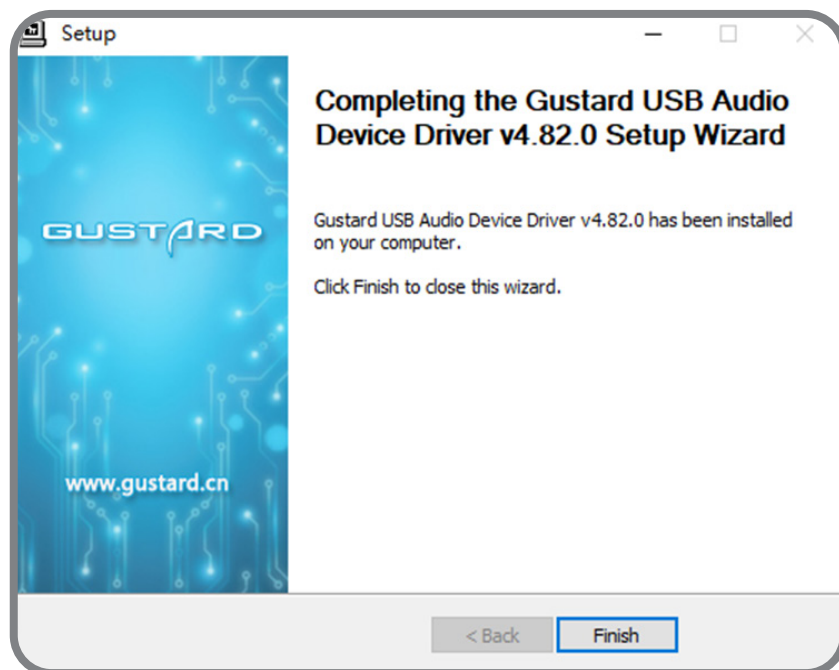 Setup
Completing the Gustard USB Audio
Device Driver v4.82.0 Setup Wizard
Gustard USB Audio Device Driver v4.82.0 has been installed
on your computer.
Click Finish to close this wizard.
GUSTARD
www.gustard.cn
< Back
Finish